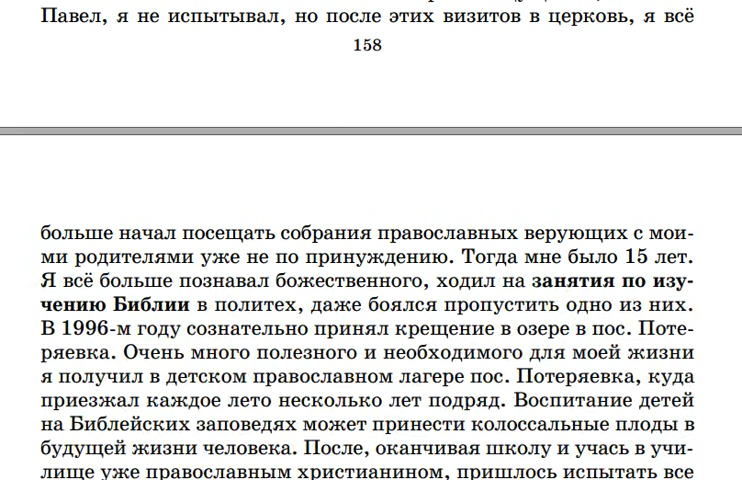 Павел, я не испытывал, но после этих визитов в церковь, я всё
158
больше начал посещать собрания православных верующих с мои-
ми родителями уже не по принуждению. Тогда мне было 15 лет.
Я всё больше познавал божественного, ходил на занятия по изу-
чению Библии в политех, даже боялся пропустить одно из них.
В 1996-м году сознательно принял крещение в озере в пос. Поте-
ряевка. Очень много полезного и необходимого для моей жизни
я получил в детском православном лагере пос. Потеряевка, куда
приезжал каждое лето несколько лет подряд. Воспитание детей
на Библейских заповедях может принести колоссальные плоды в
будущей жизни человека. После, оканчивая школу и учась в учи-
лище уже православным христианином, пришлось испытать все